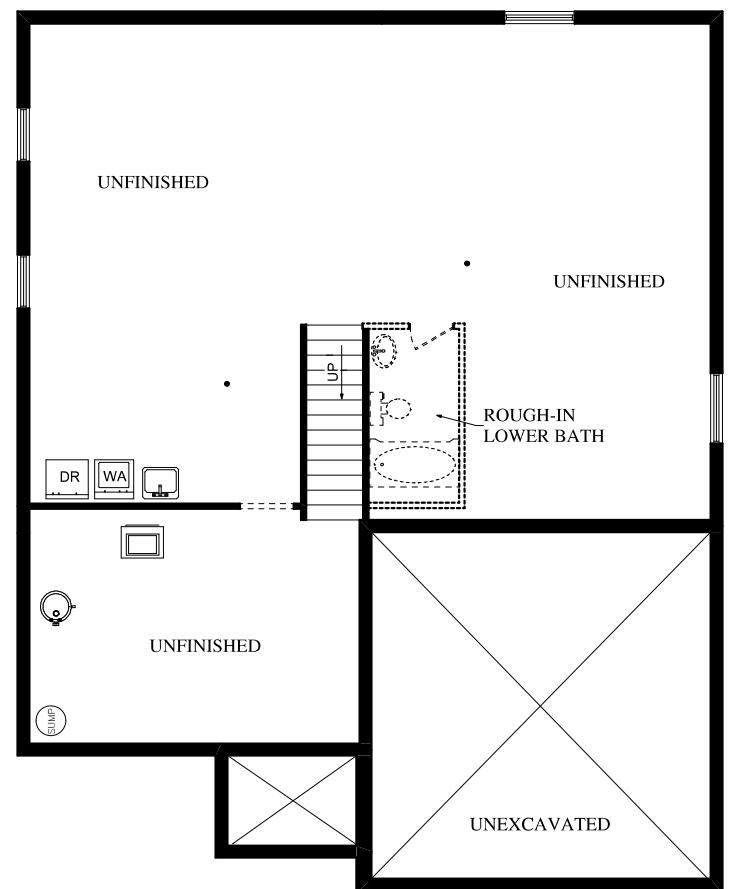 UNFINISHED
UNFINISHED
UP
ROUGH-IN
LOWER BATH
DR
WA
UNFINISHED
SUMP
UNEXCAVATED